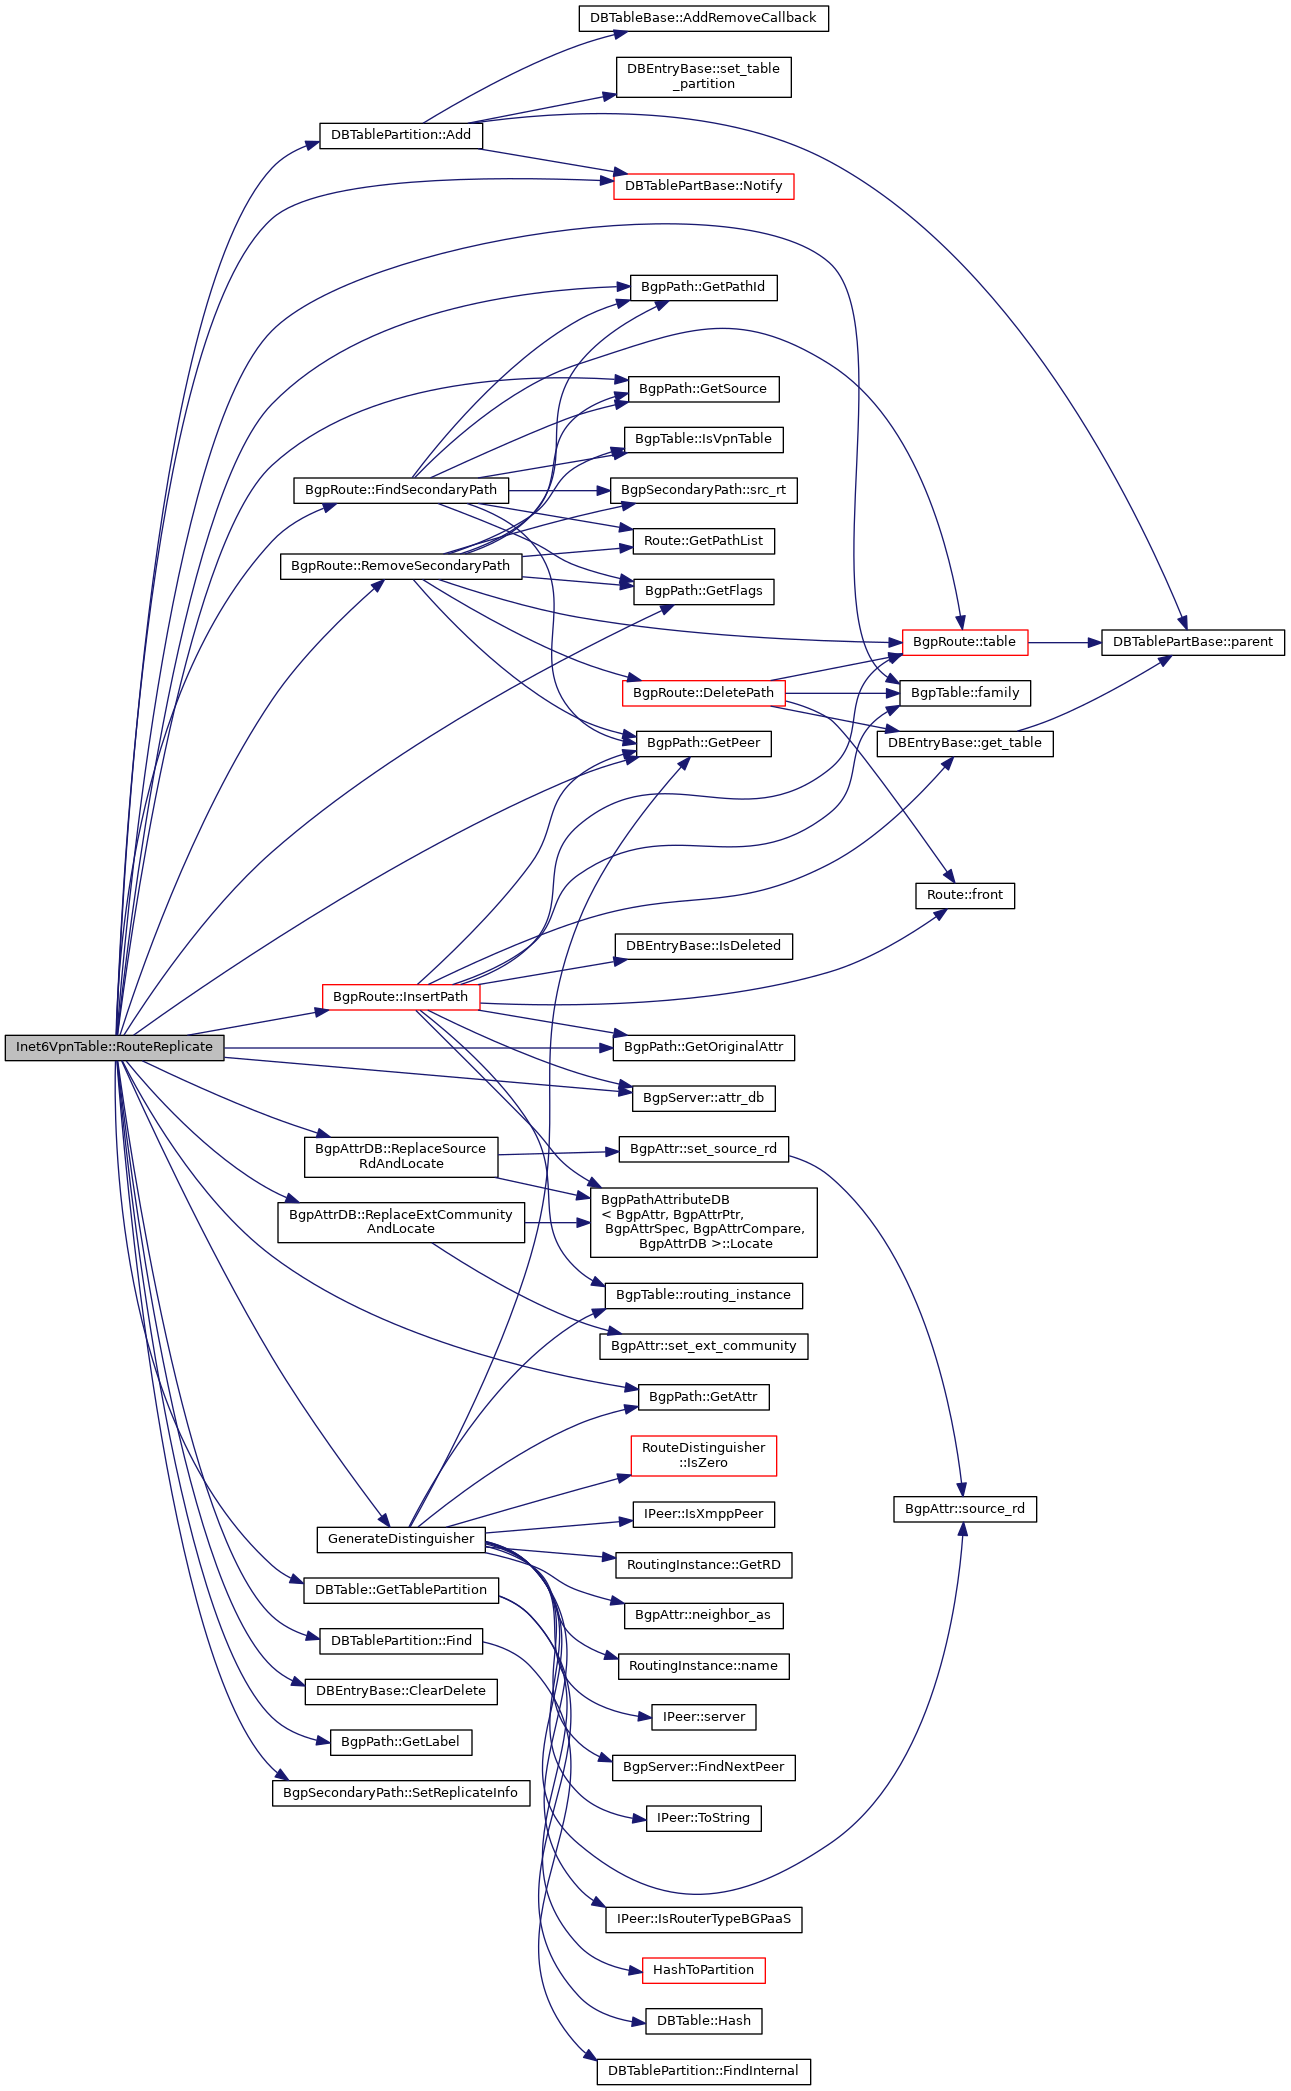 DBTableBase::AddRemoveCallback
DBEntryBase::set_table
_partition
DBTablePartition::Add
DBTablePartBase::Notify
BgpPath::GetPathId
BgpPath::GetSource
BgpTable::IsVpnTable
BgpRoute::FindSecondaryPath
BgpSecondaryPath::src_rt
Route::GetPathList
BgpRoute::RemoveSecondaryPath
BgpPath::GetFlags
BgpRoute::table
DBTablePartBase::parent
BgpRoute::DeletePath
BgpTable::family
BgpPath::GetPeer
DBEntryBase::get_table
Route::front
DBEntryBase::IsDeleted
BgpRoute::InsertPath
Inet6VpnTable::RouteReplicate
BgpPath::GetOriginalAttr
BgpServer::attr_db
BgpAttrDB::ReplaceSource
RdAndLocate
BgpAttr::set_source_rd
BgpPathAttributeDB
< BgpAttr, BgpAttrPtr,
BgpAttrSpec, BgpAttrCompare,
BgpAttrDB >::Locate
BgpAttrDB::ReplaceExtCommunity
AndLocate
BgpTable::routing_instance
BgpAttr::set_ext_community
BgpPath::GetAttr
RouteDistinguisher
::IsZero
BgpAttr::source_rd
IPeer::IsXmppPeer
GenerateDistinguisher
RoutingInstance::GetRD
DBTable::GetTablePartition
BgpAttr::neighbor_as
DBTablePartition::Find
RoutingInstance::name
DBEntryBase::ClearDelete
IPeer::server
BgpPath::GetLabel
BgpServer::FindNextPeer
BgpSecondaryPath::SetReplicateInfo
IPeer::ToString
IPeer::IsRouterTypeBGPaaS
HashToPartition
DBTable::Hash
DBTablePartition::FindInternal